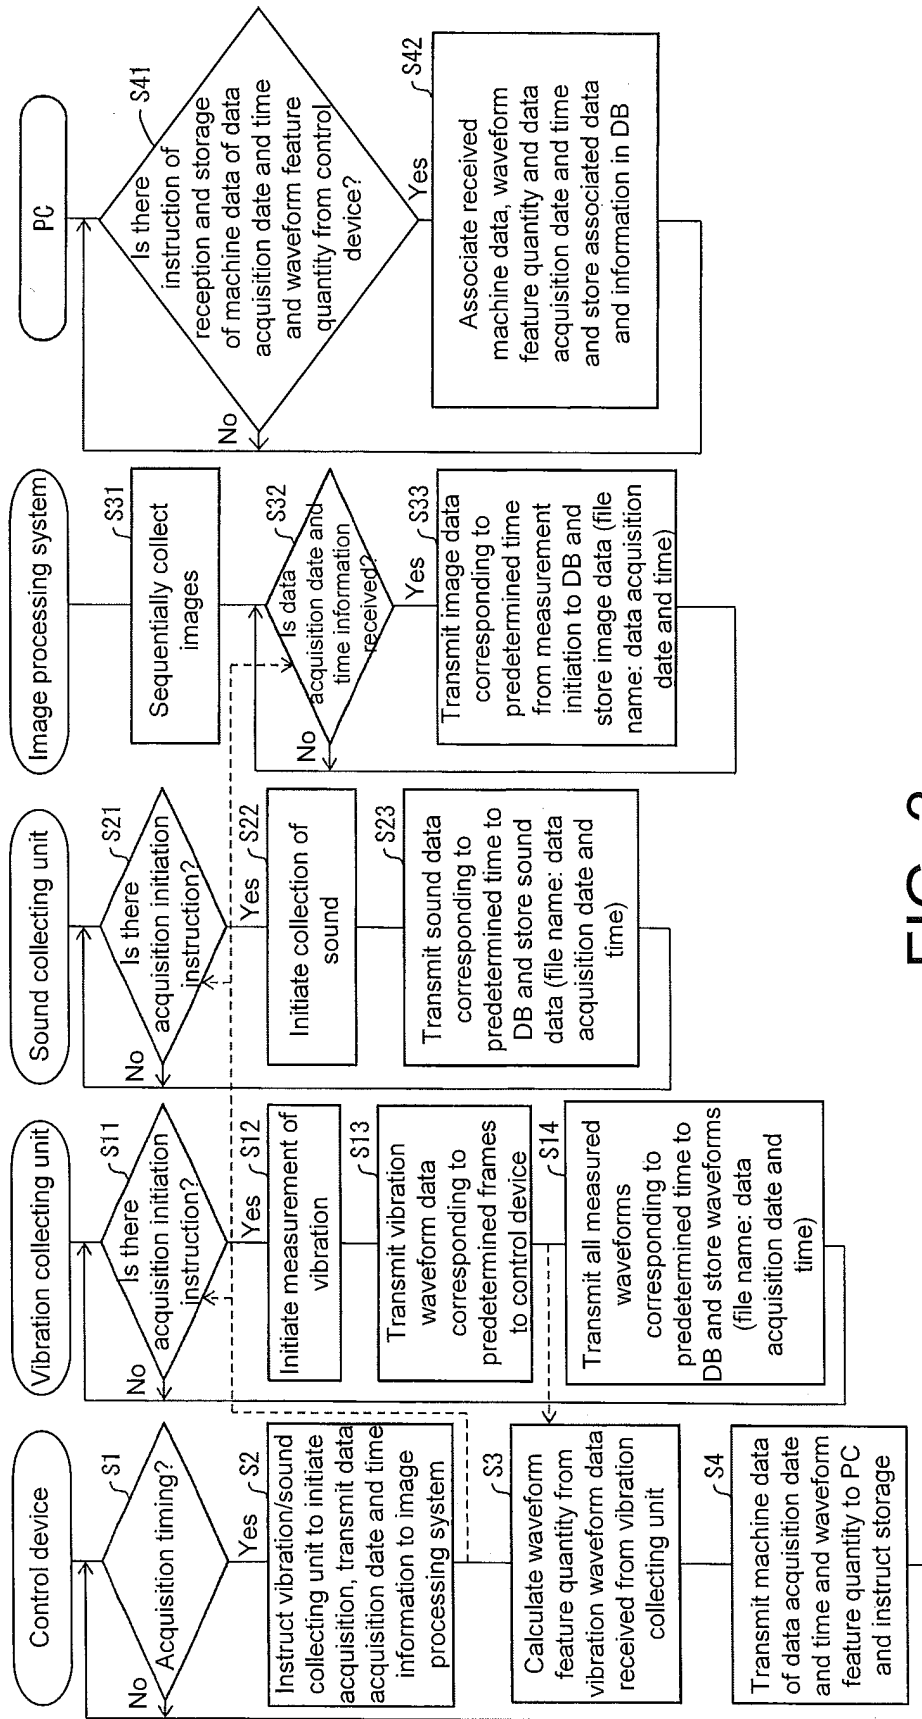 Control device
S1
Acquisition timing?
No
Yes
S2
Instruct vibration/sound
collecting unit to initiate
acquisition, transmit data
acquisition date and time
information to image
processing system
S3
Calculate waveform
feature quantity from
vibration waveform data
received from vibration
collecting unit
S4
Transmit machine data
of data acquisition date
and time and waveform
feature quantity to PC
and instruct storage
Vibration collecting unit
S11
Is there
acquisition initiation
instruction?
No
Yes
S12
Initiate measurement of
vibration
S13
Transmit vibration
waveform data
corresponding to
predetermined frames
to control device
S14
Transmit all measured
waveforms
corresponding to
predetermined time to
DB and store waveforms
(file name: data
acquisition date and
time)
Sound collecting unit
S21
Is there
acquisition initiation
instruction?
No
Yes
S22
Initiate collection of
sound
S23
Transmit sound data
corresponding to
predetermined time to
DB and store sound
data (file name: data
acquisition date and
time)
Image processing system
S31
Sequentially collect
images
S32
Is data
acquisition date and
time information
received?
No
Yes
S33
Transmit image data
corresponding to
predetermined time
from measurement
initiation to DB and
store image data (file
name: data acquisition
date and time)
PC
S41
Is there
instruction of
reception and storage
of machine data of data
acquisition date and time
and waveform feature
quantity from control
device?
No
Yes
S42
Associate received
machine data, waveform
feature quantity and data
acquisition date and time
and store associated data
and information in DB
FIG.